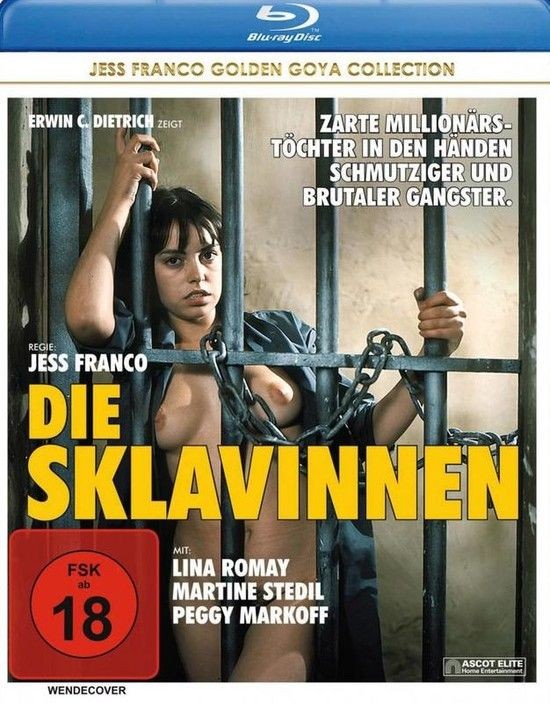 Blu-ray Disc
TM
JESS FRANCO GOLDEN GOYA COLLECTION
ERWIN C. DIETRICH ZEIGT
ZARTE MILLIONÄRS-
TÖCHTER IN DEN HÄNDEN
SCHMUTZIGER UND
BRUTALER GANGSTER.
REGIE:
JESS FRANCO
DIE
SKLAVINNEN
MIT:
LINA ROMAY
MARTINE STEDIL
PEGGY MARKOFF
FSK
ab
18
ASCOT ELITE
Home Entertainment
WENDECOVER